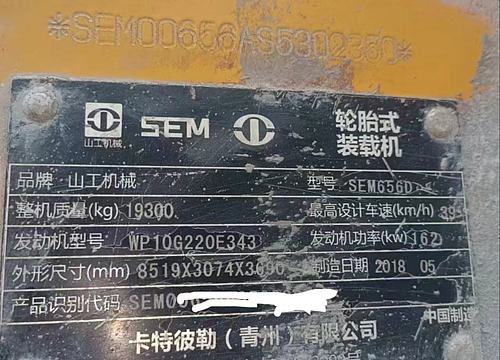 *SEM00656AS5302350*
山工机械 SEM 轮胎式
装载机
品牌 山工机械 型号 SEM656D
整机质量(kg) 19300 最高设计车速(km/h) 39
发动机型号 WP10G220E343 发动机功率(kw) 162
外形尺寸(mm) 8519X3074X3690 制造日期 2018 05
产品识别代码 SEM0
中国制造
卡特彼勒(青州)有限公司